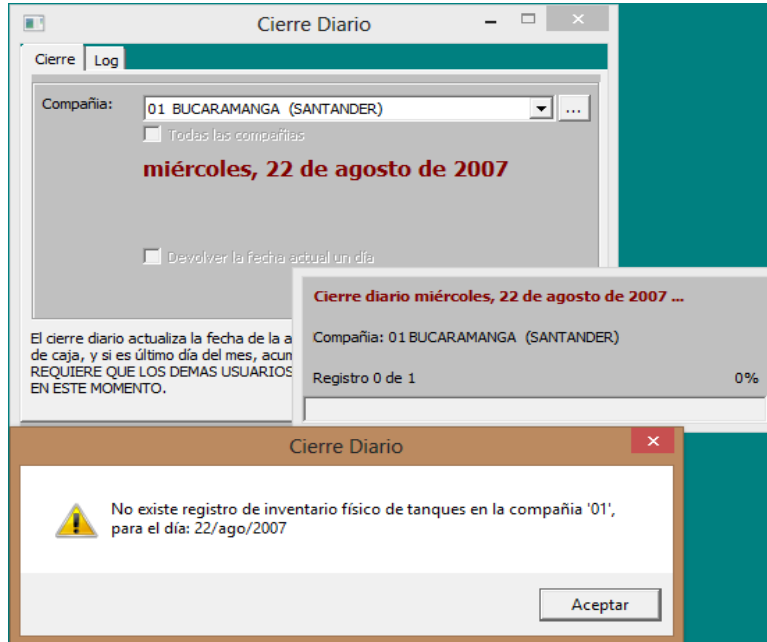 Cierre Diario
Cierre Log
Compañia: 01 BUCARAMANGA (SANTANDER) ...
Todas las compañias
miércoles, 22 de agosto de 2007
Devolver la fecha actual un día
Cierre diario miércoles, 22 de agosto de 2007 ...
Compañia: 01 BUCARAMANGA (SANTANDER)
Registro 0 de 1 0%
El cierre diario actualiza la fecha de la a
de caja, y si es último día del mes, acum
REQUIERE QUE LOS DEMAS USUARIOS
EN ESTE MOMENTO.
Cierre Diario
No existe registro de inventario físico de tanques en la compañia '01',
para el día: 22/ago/2007
Aceptar